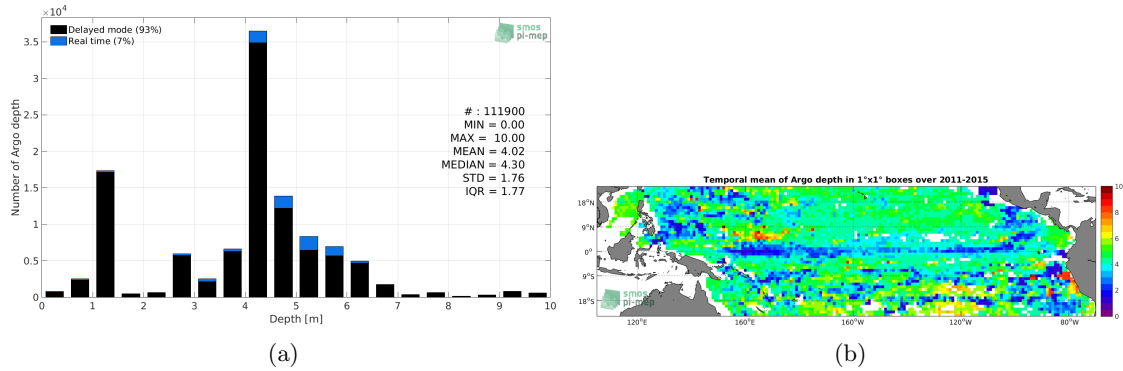 ×10⁴
Delayed mode (93%)
Real time (7%)
smos
pi-mep
3.5
3
2.5
2
1.5
1
0.5
0
Number of Argo depth
# : 111900
MIN = 0.00
MAX = 10.00
MEAN = 4.02
MEDIAN = 4.30
STD = 1.76
IQR = 1.77
0 1 2 3 4 5 6 7 8 9 10
Depth [m]
(a)
Temporal mean of Argo depth in 1°x1° boxes over 2011-2015
18°N
9°N
0°
9°S
18°S
smos
pi-mep
120°E 160°E 160°W 120°W 80°W
10
8
6
4
2
0
(b)